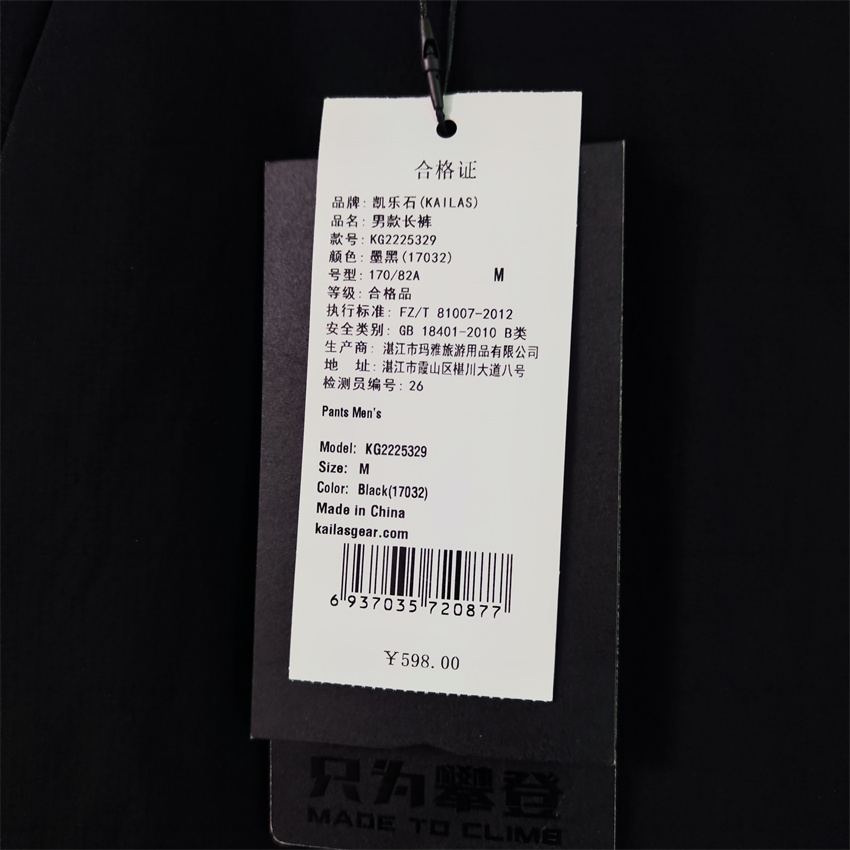 合格证
品牌: 凯乐石(KAILAS)
品名: 男款长裤
款号: KG2225329
颜色: 墨黑(17032)
号型: 170/82A M
等级: 合格品
执行标准: FZ/T 81007-2012
安全类别: GB 18401-2010 B类
生产商: 湛江市玛雅旅游用品有限公司
地 址: 湛江市霞山区椹川大道八号
检测员编号: 26
Pants Men's
Model: KG2225329
Size: M
Color: Black(17032)
Made in China
kailasgear.com
6 937035 720877
¥598.00
只为攀登
MADE TO CLIMB